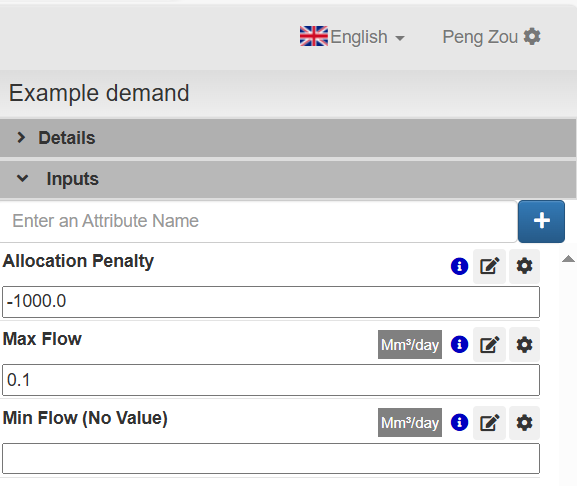 English Peng Zou
Example demand
Details
Inputs
Enter an Attribute Name
Allocation Penalty
-1000.0
Max Flow Mm³/day
0.1
Min Flow (No Value) Mm³/day